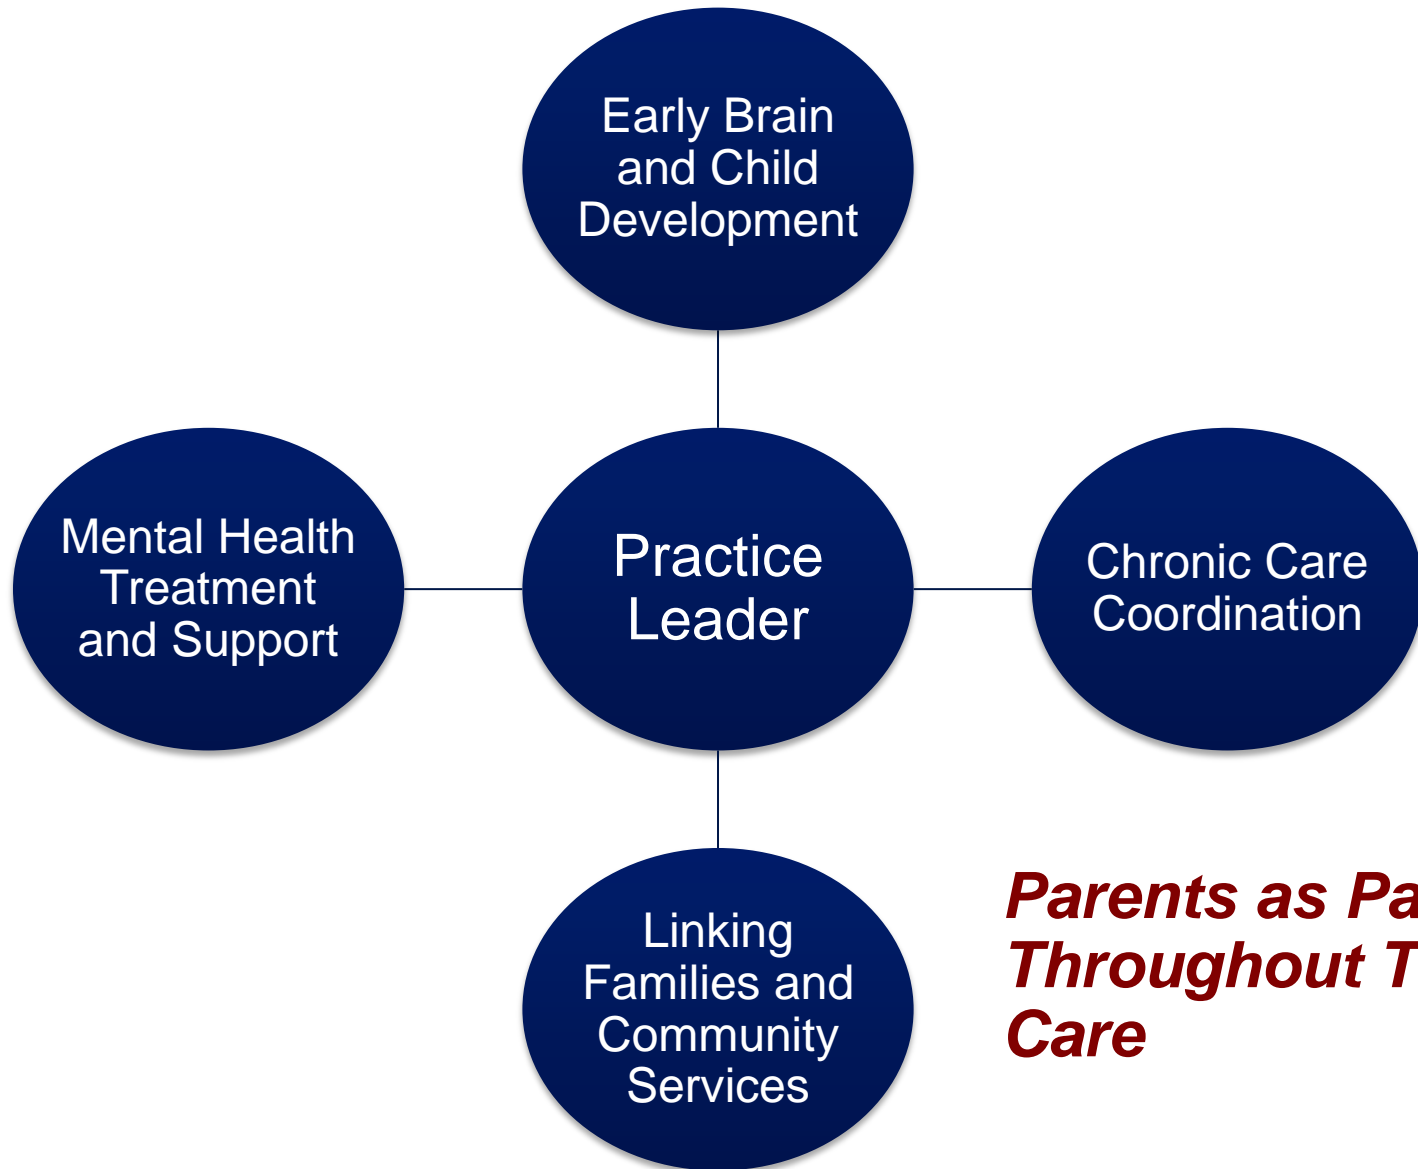 Early Brain
and Child
Development
Mental Health
Treatment
and Support
Practice
Leader
Chronic Care
Coordination
Linking
Families and
Community
Services
Parents as
Throughout
Care